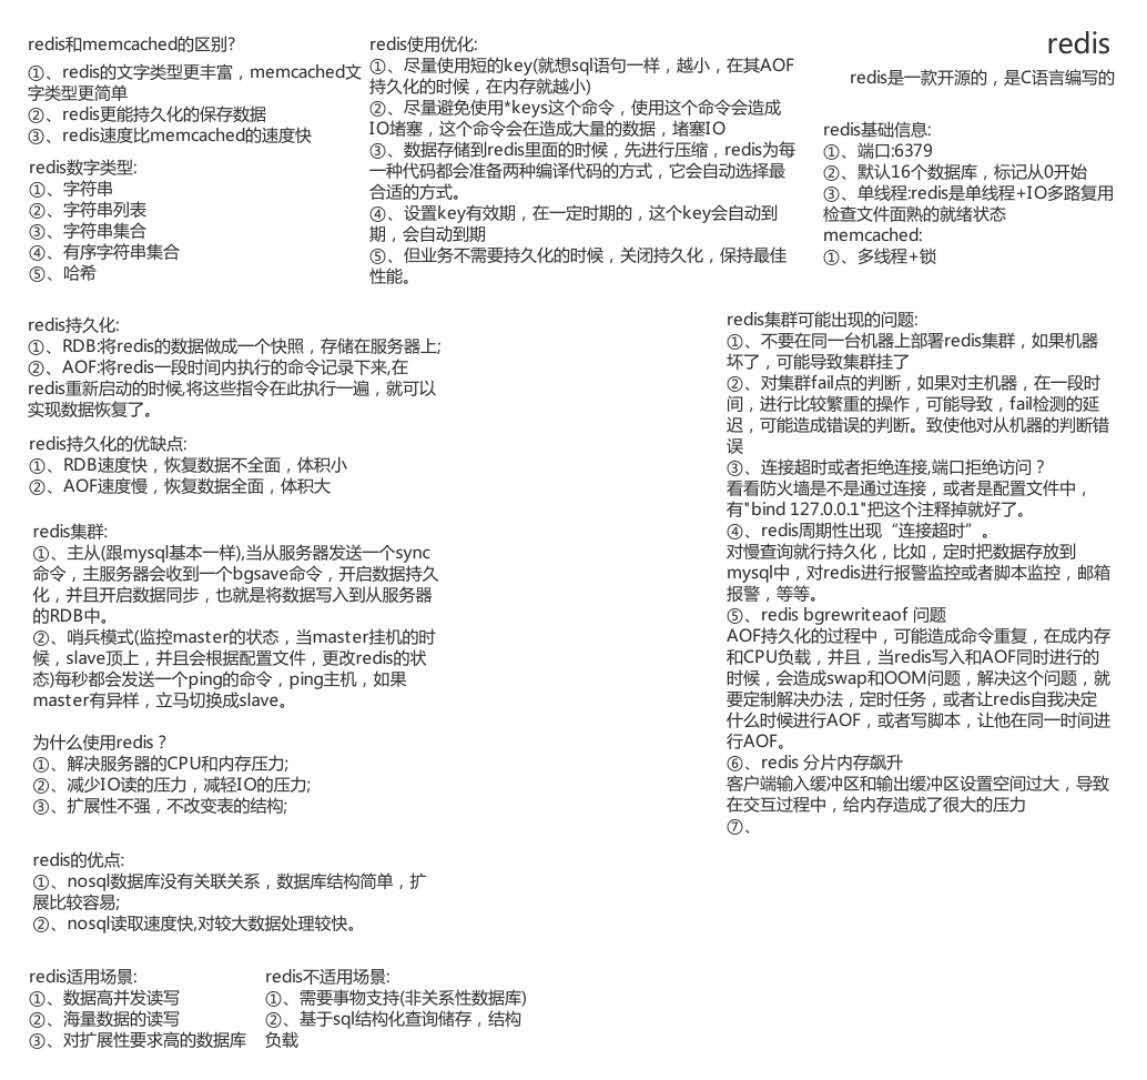 redis
redis是一款开源的，是C语言编写的
redis和memcached的区别?
①、redis的文字类型更丰富，memcached文
字类型更简单
②、redis更能持久化的保存数据
③、redis速度比memcached的速度快
redis数字类型:
①、字符串
②、字符串列表
③、字符串集合
④、有序字符串集合
⑤、哈希
redis使用优化:
①、尽量使用短的key(就想sql语句一样，越小，在其AOF
持久化的时候，在内存就越小)
②、尽量避免使用*keys这个命令，使用这个命令会造成
IO堵塞，这个命令会在造成大量的数据，堵塞IO
③、数据存储到redis里面的时候，先进行压缩，redis为每
一种代码都会准备两种编译代码的方式，它会自动选择最
合适的方式。
④、设置key有效期，在一定时期的，这个key会自动到
期，会自动到期
⑤、但业务不需要持久化的时候，关闭持久化，保持最佳
性能。
redis基础信息:
①、端口:6379
②、默认16个数据库，标记从0开始
③、单线程:redis是单线程+IO多路复用
检查文件面熟的就绪状态
memcached:
①、多线程+锁
redis持久化:
①、RDB:将redis的数据做成一个快照，存储在服务器上;
②、AOF:将redis一段时间内执行的命令记录下来,在
redis重新启动的时候,将这些指令在此执行一遍，就可以
实现数据恢复了。
redis持久化的优缺点:
①、RDB速度快，恢复数据不全面，体积小
②、AOF速度慢，恢复数据全面，体积大
redis集群:
①、主从(跟mysql基本一样),当从服务器发送一个sync
命令，主服务器会收到一个bgsave命令，开启数据持久
化，并且开启数据同步，也就是将数据写入到从服务器
的RDB中。
②、哨兵模式(监控master的状态，当master挂机的时
候，slave顶上，并且会根据配置文件，更改redis的状
态)每秒都会发送一个ping的命令，ping主机，如果
master有异样，立马切换成slave。
为什么使用redis？
①、解决服务器的CPU和内存压力;
②、减少IO读的压力，减轻IO的压力;
③、扩展性不强，不改变表的结构;
redis的优点:
①、nosql数据库没有关联关系，数据库结构简单，扩
展比较容易;
②、nosql读取速度快,对较大数据处理较快。
redis适用场景:
①、数据高并发读写
②、海量数据的读写
③、对扩展性要求高的数据库
redis不适用场景:
①、需要事物支持(非关系性数据库)
②、基于sql结构化查询储存，结构
负载
redis集群可能出现的问题:
①、不要在同一台机器上部署redis集群，如果机器
坏了，可能导致集群挂了
②、对集群fail点的判断，如果对主机器，在一段时
间，进行比较繁重的操作，可能导致，fail检测的延
迟，可能造成错误的判断。致使他对从机器的判断错
误
③、连接超时或者拒绝连接,端口拒绝访问？
看看防火墙是不是通过连接，或者是配置文件中，
有"bind 127.0.0.1"把这个注释掉就好了。
④、redis周期性出现“连接超时”。
对慢查询就行持久化，比如，定时把数据存放到
mysql中，对redis进行报警监控或者脚本监控，邮箱
报警，等等。
⑤、redis bgrewriteaof 问题
AOF持久化的过程中，可能造成命令重复，在成内存
和CPU负载，并且，当redis写入和AOF同时进行的
时候，会造成swap和OOM问题，解决这个问题，就
要定制解决办法，定时任务，或者让redis自我决定
什么时候进行AOF，或者写脚本，让他在同一时间进
行AOF。
⑥、redis 分片内存飙升
客户端输入缓冲区和输出缓冲区设置空间过大，导致
在交互过程中，给内存造成了很大的压力
⑦、